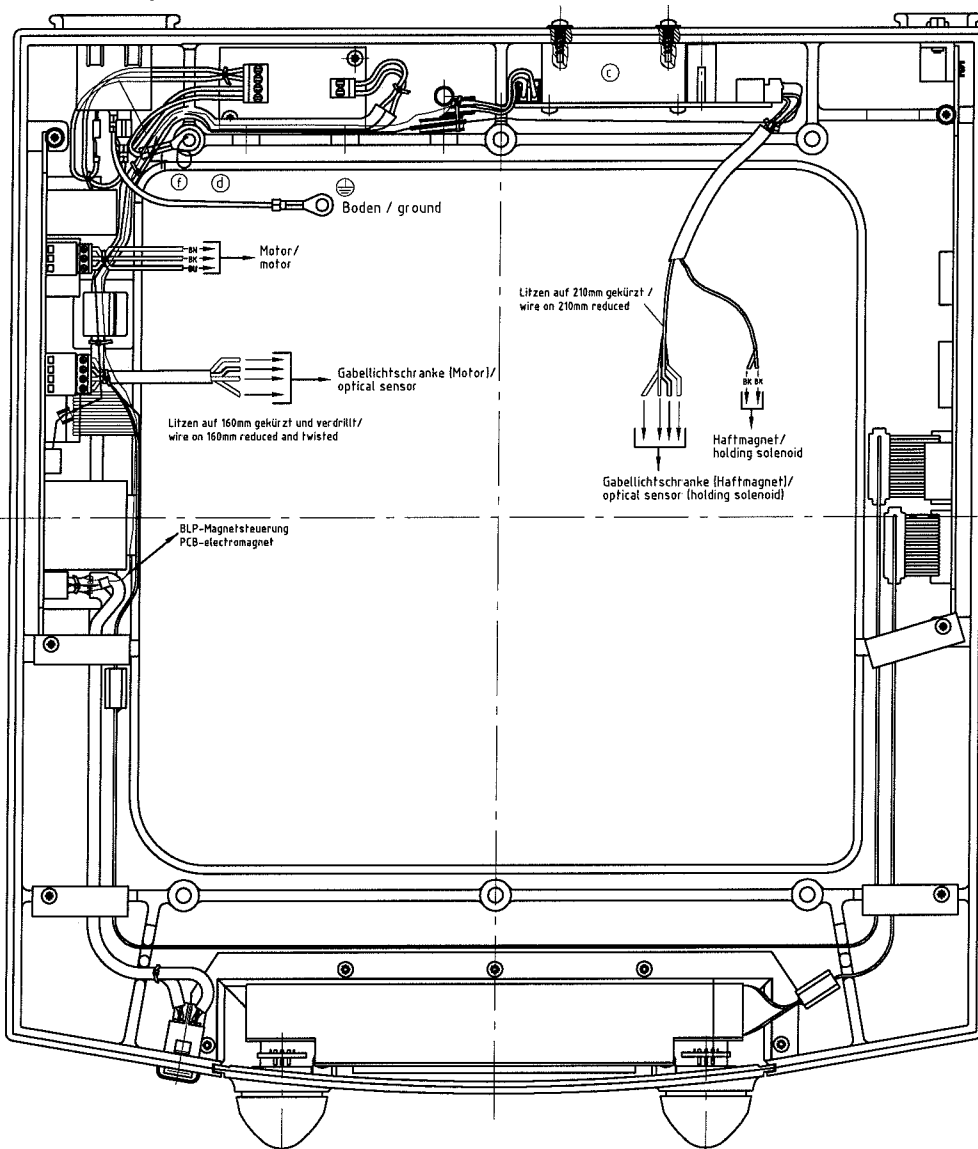 c
f
d
Boden / ground
BN
BK
BU
Motor/
motor
Litzen auf 210mm gekürzt /
wire on 210mm reduced
Gabellichtschranke (Motor)/
optical sensor
Litzen auf 160mm gekürzt und verdrillt/
wire on 160mm reduced and twisted
BK BK
Haftmagnet/
holding solenoid
Gabellichtschranke (Haftmagnet)/
optical sensor (holding solenoid)
BLP-Magnetsteuerung
PCB-electromagnet